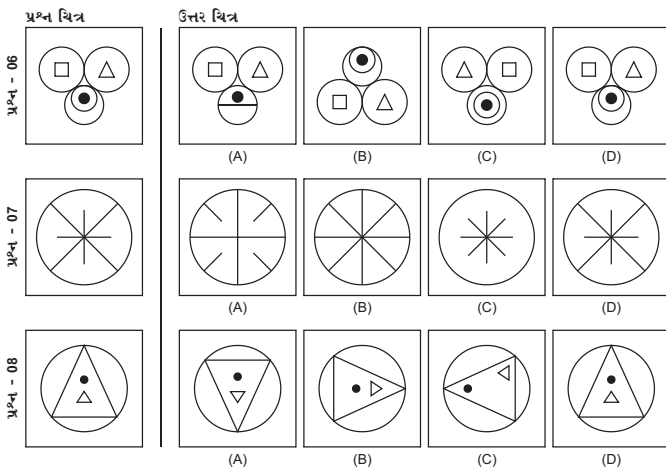 પ્રશ્ન ચિત્ર ઉત્તર ચિત્ર
પ્રશ્ન - 06
(A) (B) (C) (D)
પ્રશ્ન - 07
(A) (B) (C) (D)
પ્રશ્ન - 08
(A) (B) (C) (D)